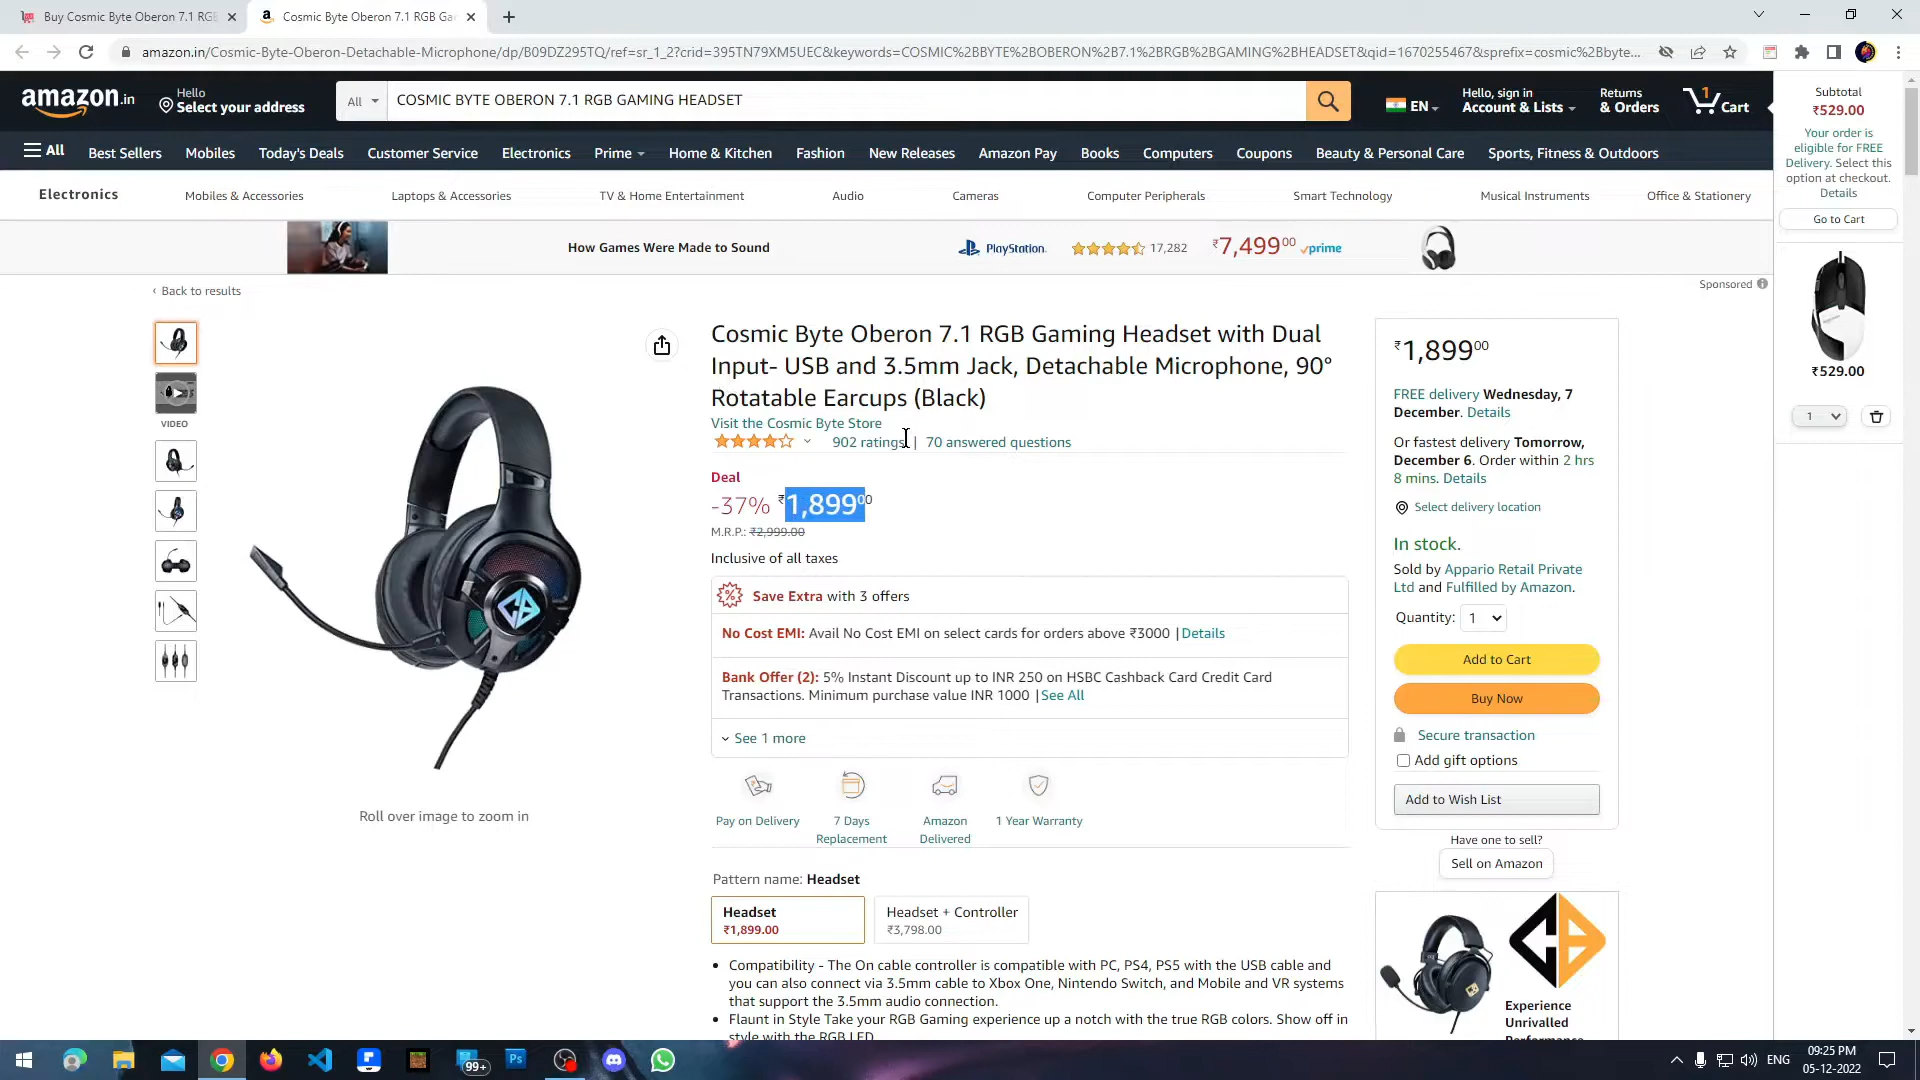 Buy Cosmic Byte Oberon 7.1 RGB
Cosmic Byte Oberon 7.1 RGB Ga
amazon.in/Cosmic-Byte-Oberon-Detachable-Microphone/dp/B09DZ295TQ/ref=sr_1_2?crid=395TN79XM5UEC&keywords=COSMIC%2BBYTE%2BOBERON%2B7.1%2BRGB%2BGAMING%2BHEADSET&qid=1670255467&sprefix=cosmic%2Bbyte...
amazon.in
Hello
Select your address
All
COSMIC BYTE OBERON 7.1 RGB GAMING HEADSET
EN
Hello, sign in
Account & Lists
Returns
& Orders
1
Cart
All
Best Sellers
Mobiles
Today's Deals
Customer Service
Electronics
Prime
Home & Kitchen
Fashion
New Releases
Amazon Pay
Books
Computers
Coupons
Beauty & Personal Care
Sports, Fitness & Outdoors
Electronics
Mobiles & Accessories
Laptops & Accessories
TV & Home Entertainment
Audio
Cameras
Computer Peripherals
Smart Technology
Musical Instruments
Office & Stationery
How Games Were Made to Sound
PlayStation.
17,282
₹7,49900
prime
Sponsored
‹ Back to results
VIDEO
Roll over image to zoom in
Cosmic Byte Oberon 7.1 RGB Gaming Headset with Dual
Input- USB and 3.5mm Jack, Detachable Microphone, 90°
Rotatable Earcups (Black)
Visit the Cosmic Byte Store
902 ratings | 70 answered questions
Deal
-37% ₹1,89900
M.R.P.: ₹2,999.00
Inclusive of all taxes
Save Extra with 3 offers
No Cost EMI: Avail No Cost EMI on select cards for orders above ₹3000 | Details
Bank Offer (2): 5% Instant Discount up to INR 250 on HSBC Cashback Card Credit Card
Transactions. Minimum purchase value INR 1000 | See All
See 1 more
Pay on Delivery
7 Days
Replacement
Amazon
Delivered
1 Year Warranty
Pattern name: Headset
Headset
₹1,899.00
Headset + Controller
₹3,798.00
• Compatibility - The On cable controller is compatible with PC, PS4, PS5 with the USB cable and
you can also connect via 3.5mm cable to Xbox One, Nintendo Switch, and Mobile and VR systems
that support the 3.5mm audio connection.
• Flaunt in Style Take your RGB Gaming experience up a notch with the true RGB colors. Show off in
style with the RGB LED
₹1,89900
FREE delivery Wednesday, 7
December. Details
Or fastest delivery Tomorrow,
December 6. Order within 2 hrs
8 mins. Details
Select delivery location
In stock.
Sold by Appario Retail Private
Ltd and Fulfilled by Amazon.
Quantity: 1
Add to Cart
Buy Now
Secure transaction
Add gift options
Add to Wish List
Have one to sell?
Sell on Amazon
Experience
Unrivalled
Performance
Subtotal
₹529.00
Your order is
eligible for FREE
Delivery. Select this
option at checkout.
Details
Go to Cart
₹529.00
1
99+
Ps
ENG
09:25 PM
05-12-2022